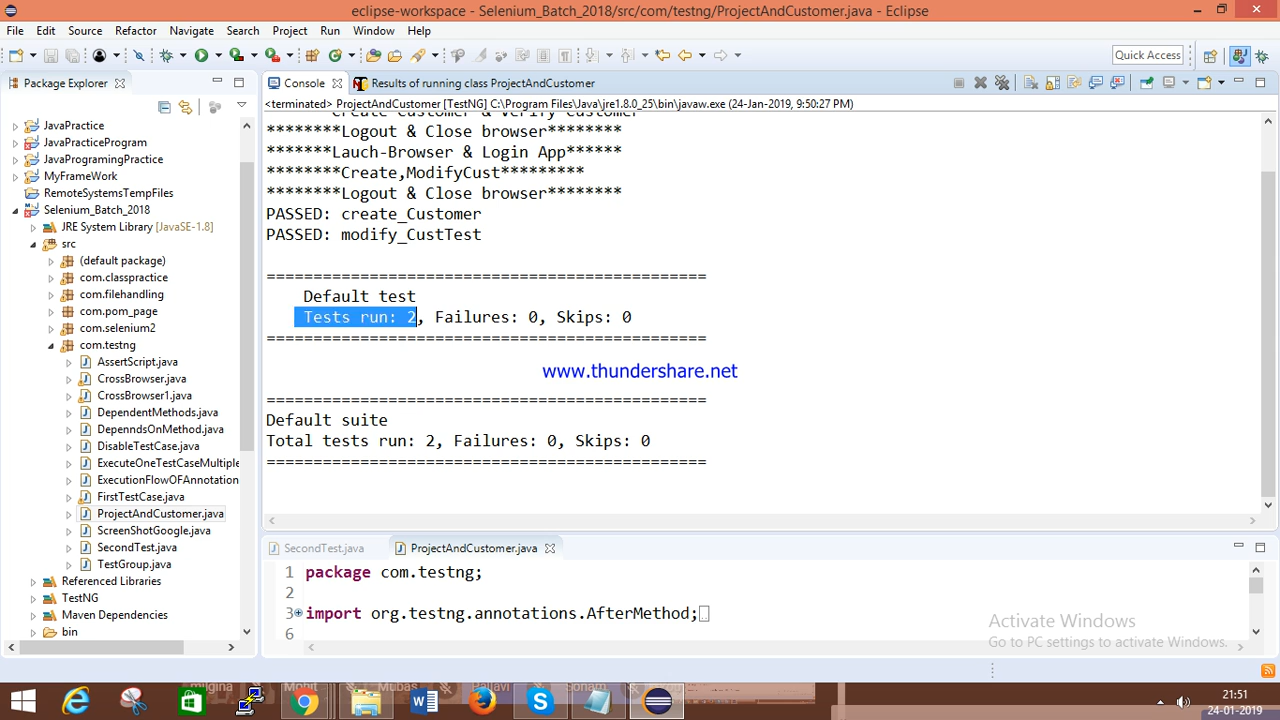 eclipse-workspace - Selenium_Batch_2018/src/com/testng/ProjectAndCustomer.java - Eclipse
File Edit Source Refactor Navigate Search Project Run Window Help
Quick Access
Package Explorer
JavaPractice
JavaPracticeProgram
JavaProgramingPractice
MyFrameWork
RemoteSystemsTempFiles
Selenium_Batch_2018
JRE System Library [JavaSE-1.8]
src
(default package)
com.classpractice
com.filehandling
com.pom_page
com.selenium2
com.testng
AssertScript.java
CrossBrowser.java
CrossBrowser1.java
DependentMethods.java
DepenndsOnMethod.java
DisableTestCase.java
ExecuteOneTestCaseMultiple
ExecutionFlowOFAnnotation
FirstTestCase.java
ProjectAndCustomer.java
ScreenShotGoogle.java
SecondTest.java
TestGroup.java
Referenced Libraries
TestNG
Maven Dependencies
bin
Console Results of running class ProjectAndCustomer
<terminated> ProjectAndCustomer [TestNG] C:\Program Files\Java\jre1.8.0_25\bin\javaw.exe (24-Jan-2019, 9:50:27 PM)
Create Customer & Verify Customer
********Logout & Close browser********
*******Lauch-Browser & Login App******
********Create,ModifyCust*********
********Logout & Close browser********
PASSED: create_Customer
PASSED: modify_CustTest
===============================================
Default test
Tests run: 2, Failures: 0, Skips: 0
===============================================
www.thundershare.net
===============================================
Default suite
Total tests run: 2, Failures: 0, Skips: 0
===============================================
SecondTest.java ProjectAndCustomer.java
1 package com.testng;
2
3 import org.testng.annotations.AfterMethod;
6
Activate Windows
Go to PC settings to activate Windows.
Mohit Mubas Pallavi Sonam
21:51
24-01-2019